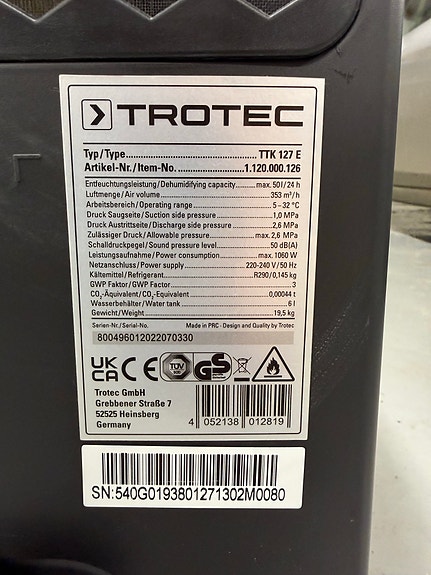 TROTEC
Typ/Type............................................ TTK 127 E
Artikel-Nr./Item-No. .................... 1.120.000.126
Entfeuchtungsleistung/Dehumidifying capacity........ max. 50 l/24 h
Luftmenge/Air volume ........ 353 m³/h
Arbeitsbereich/Operating range ........ 5–32°C
Druck Saugseite/Suction side pressure ........ 1,0 MPa
Druck Austrittseite/Discharge side pressure ........ 2,6 MPa
Zulässiger Druck/Allowable pressure ........ max. 2,6 MPa
Schalldruckpegel/Sound pressure level ........ 50 dB(A)
Leistungsaufnahme/Power consumption ........ max. 1060 W
Netzanschluss/Power supply ........ 220-240 V/50 Hz
Kältemittel/Refrigerant ........ R290/0,145 kg
GWP Faktor/GWP Factor ........ 3
CO₂-Äquivalent/CO₂-Equivalent ........ 0,00044 t
Wasserbehälter/Water tank ........ 6 l
Gewicht/Weight ........ 19,5 kg
Serien-Nr./Serial-No. Made in PRC - Design and Quality by Trotec
800496012022070330
UK CA CE TÜV GS
Trotec GmbH
Grebbener Straße 7
52525 Heinsberg
Germany
4 052138 012819
SN:540G0193801271302M0080